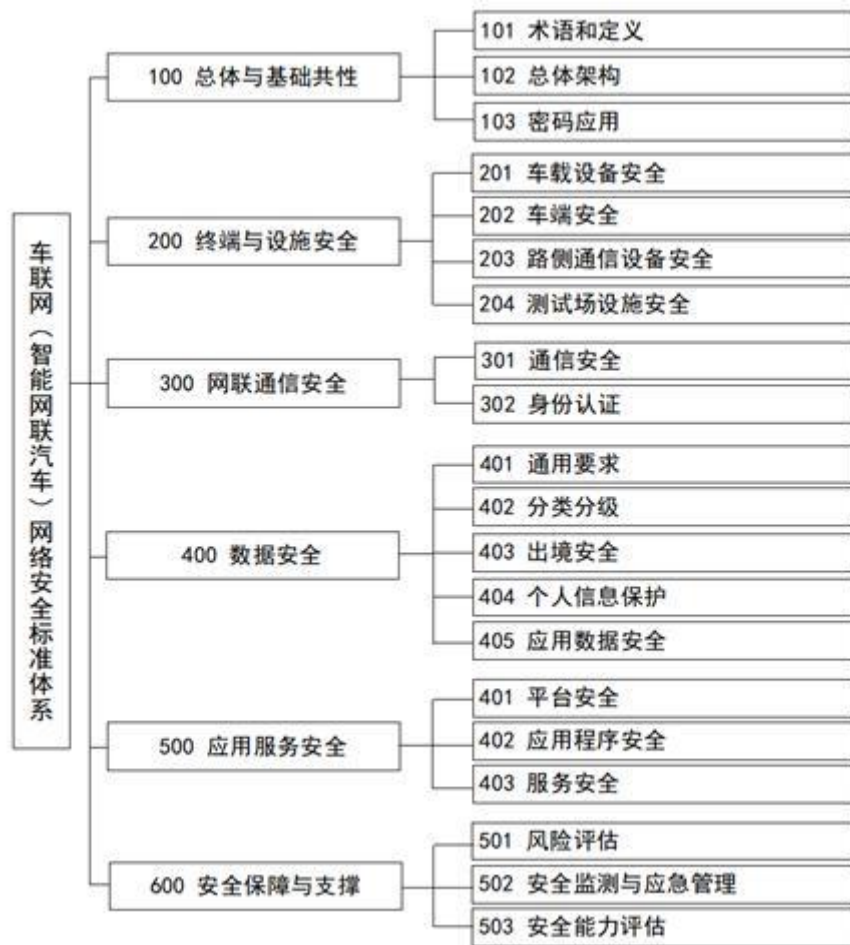 车联网（智能网联汽车）网络安全标准体系
100 总体与基础共性
101 术语和定义
102 总体架构
103 密码应用
200 终端与设施安全
201 车载设备安全
202 车端安全
203 路侧通信设备安全
204 测试场设施安全
300 网联通信安全
301 通信安全
302 身份认证
400 数据安全
401 通用要求
402 分类分级
403 出境安全
404 个人信息保护
405 应用数据安全
500 应用服务安全
401 平台安全
402 应用程序安全
403 服务安全
600 安全保障与支撑
501 风险评估
502 安全监测与应急管理
503 安全能力评估